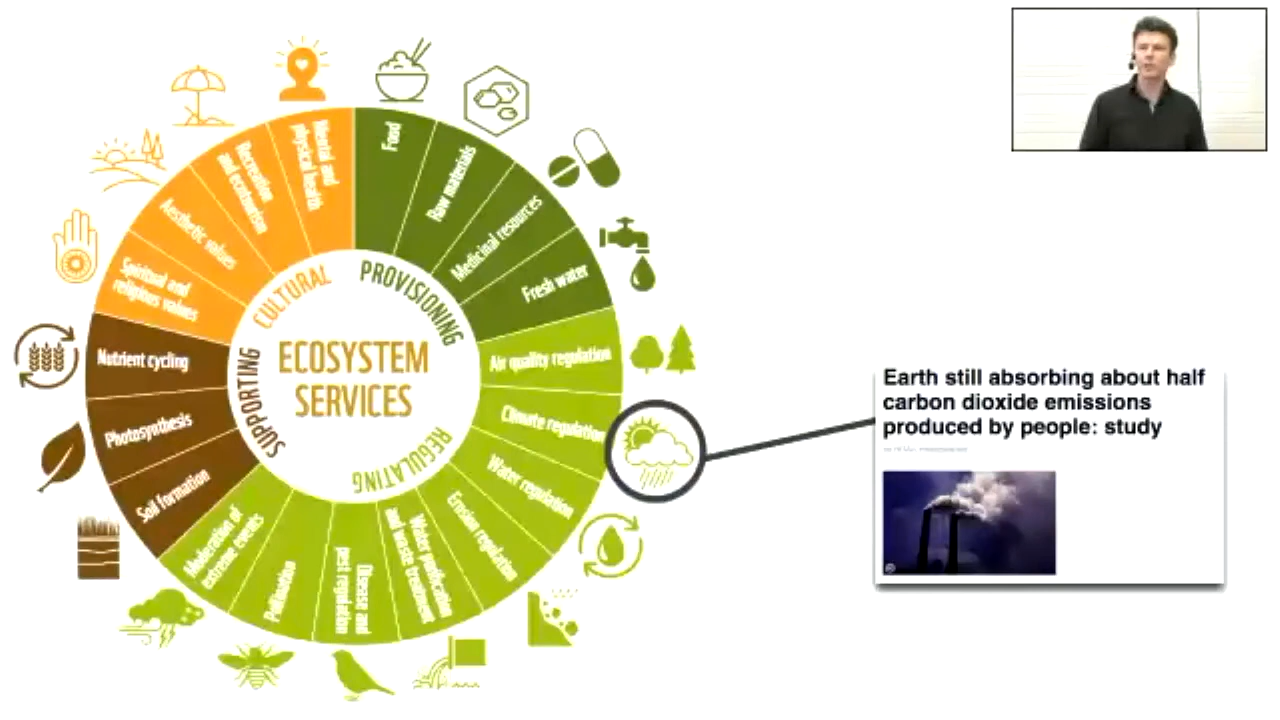 Mental and
physical health
Food
Raw materials
Medicinal resources
Fresh water
Air quality regulation
Climate regulation
Water regulation
Erosion regulation
Water purification
and waste treatment
Disease and
pest regulation
Pollination
Moderation of
extreme events
Soil formation
Photosynthesis
Nutrient cycling
Spiritual and
religious values
Aesthetic values
Recreation
and ecotourism
CULTURAL
PROVISIONING
REGULATING
SUPPORTING
ECOSYSTEM
SERVICES
Earth still absorbing about half
carbon dioxide emissions
produced by people: study